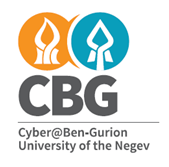 CBG
Cyber@Ben-Gurion
University of the Negev